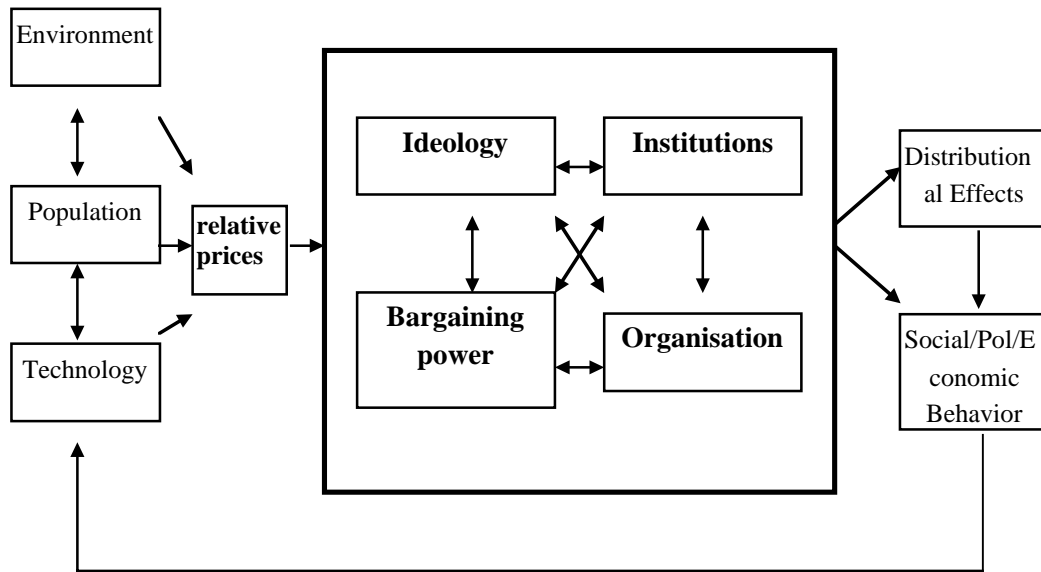 Environment
Population
Technology
relative
prices
Ideology
Institutions
Bargaining
power
Organisation
Distribution
al Effects
Social/Pol/E
conomic
Behavior